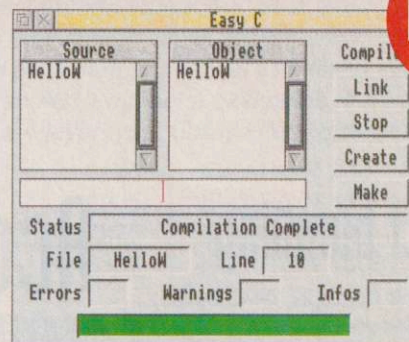 Easy C
Source Object
HelloW HelloW
Link
Stop
Create
Make
Status Compilation Complete
File HelloW Line 10
Errors Warnings Infos